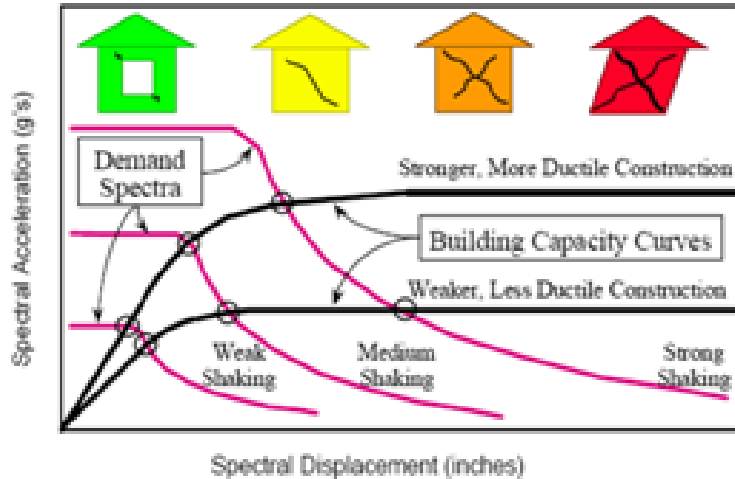 Demand
Spectra
Stronger, More Ductile Construction
Building Capacity Curves
Weaker, Less Ductile Construction
Weak
Shaking
Medium
Shaking
Strong
Shaking
Spectral Acceleration (g's)
Spectral Displacement (inches)